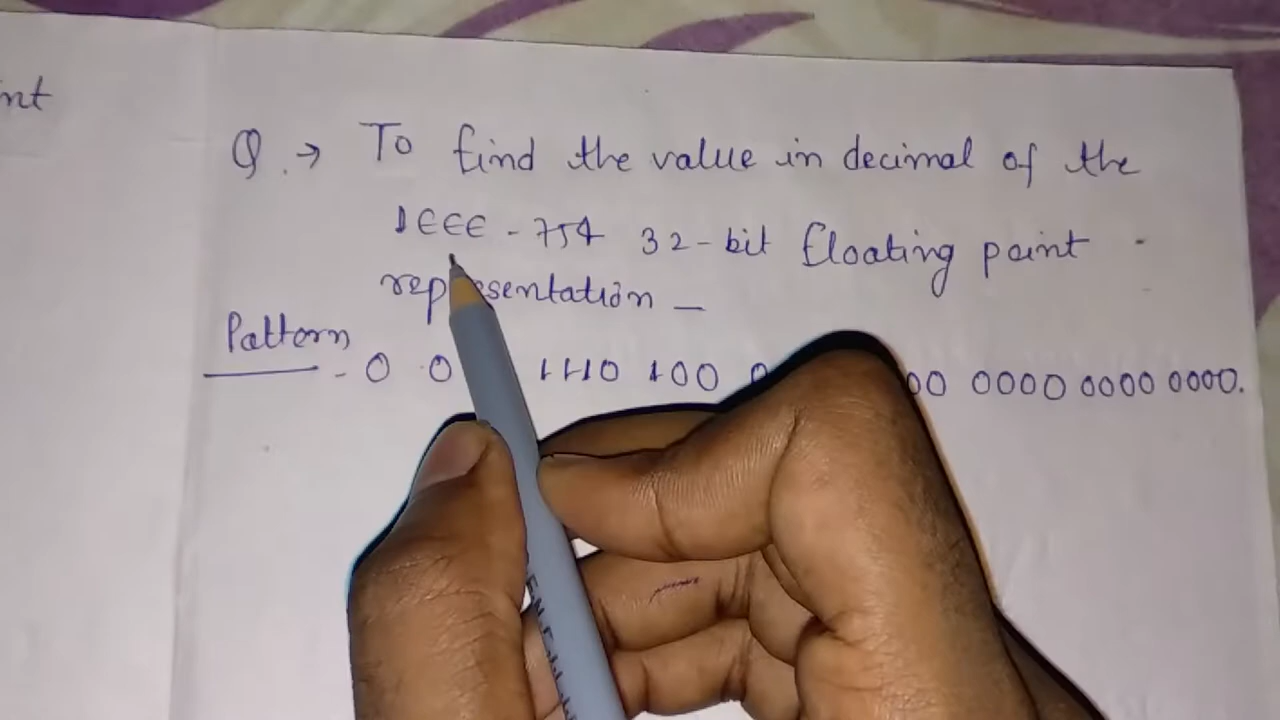 nt
Q. → To find the value in decimal of the
IEEE - 754 32-bit floating point
representation —
Pattern - 0 0 1110 100 00 0000 0000 0000.